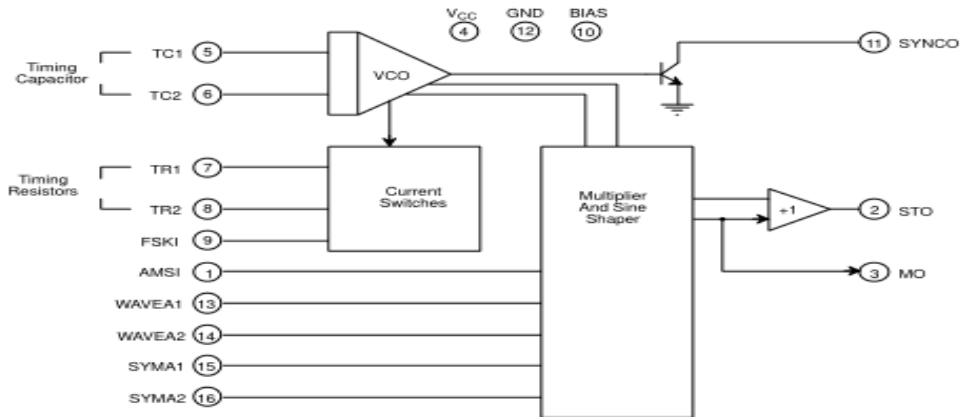 VCC GND BIAS
4 12 10
Timing
Capacitor
TC1 5
TC2 6
VCO
11 SYNCO
Timing
Resistors
TR1 7
TR2 8
FSKI 9
Current
Switches
Multiplier
And Sine
Shaper
+1
2 STO
3 MO
AMSI 1
WAVEA1 13
WAVEA2 14
SYMA1 15
SYMA2 16